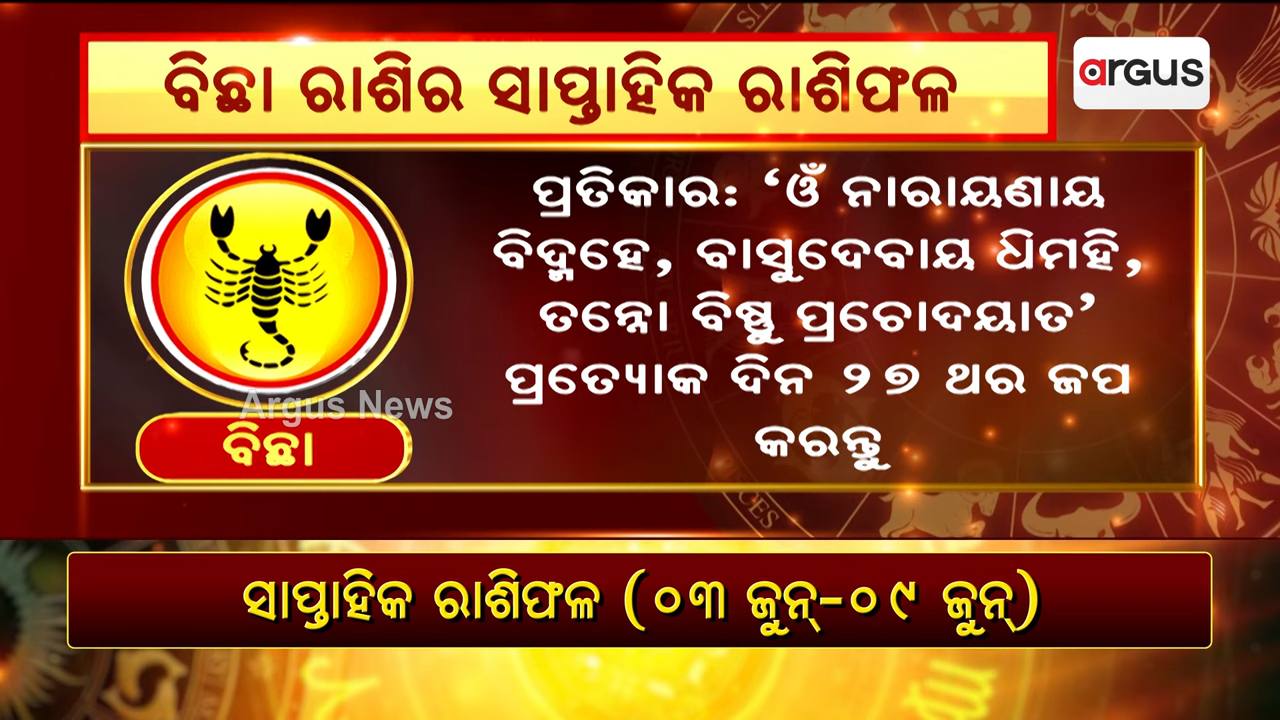 ବିଛା ରାଶିର ସାପ୍ତାହିକ ରାଶିଫଳ
argus
ପ୍ରତିକାର: ‘ଓଁ ନାରାୟଣାୟ
ବିଦ୍ମହେ, ବାସୁଦେବାୟ ଧିମହି,
ତନ୍ନୋ ବିଷ୍ଣୁ ପ୍ରଚୋଦୟାତ’
ପ୍ରତ୍ୟେକ ଦିନ ୨୭ ଥର ଜପ
କରନ୍ତୁ
Argus News
ବିଛା
PISCES
ସାପ୍ତାହିକ ରାଶିଫଳ (୦୩ ଜୁନ୍-୦୯ ଜୁନ୍)